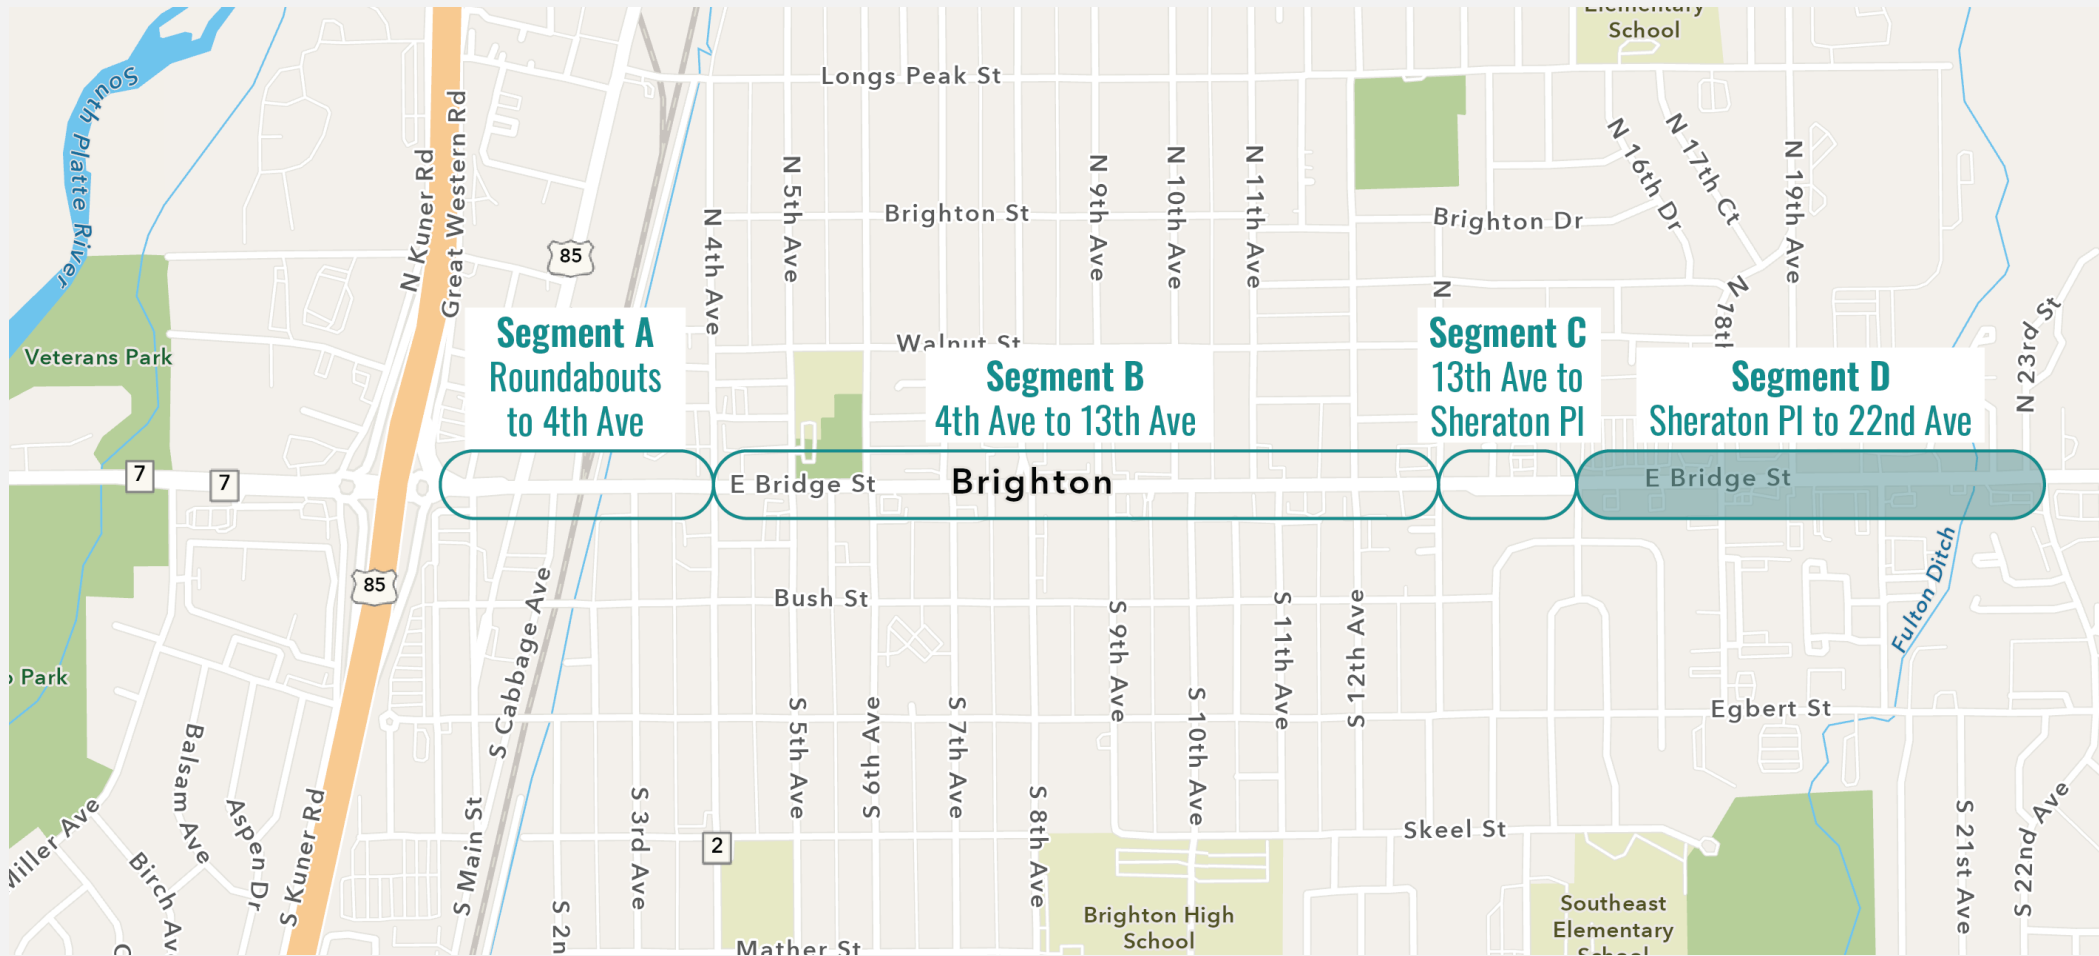 Elementary
School
South Platte River
Longs Peak St
N Kuner Rd
Great Western Rd
N 4th Ave
N 5th Ave
N 9th Ave
N 10th Ave
N 11th Ave
N 16th Dr
N 17th Ct
N 19th Ave
Brighton St
Brighton Dr
85
N
N 18th
N 23rd St
Walnut St
Veterans Park
Segment A
Roundabouts
to 4th Ave
Segment B
4th Ave to 13th Ave
Segment C
13th Ave to
Sheraton Pl
Segment D
Sheraton Pl to 22nd Ave
7
7
E Bridge St
Brighton
E Bridge St
85
Bush St
Fulton Ditch
S Cabbage Ave
S 9th Ave
S 11th Ave
S 12th Ave
Park
Egbert St
Balsam Ave
S 5th Ave
S 6th Ave
S 7th Ave
S 10th Ave
Miller Ave
Aspen Dr
S Kuner Rd
S Main St
S 3rd Ave
2
S 8th Ave
Skeel St
S 21st Ave
S 22nd Ave
Birch Av
S 2n
Brighton High
School
Southeast
Elementary
School
Mather St